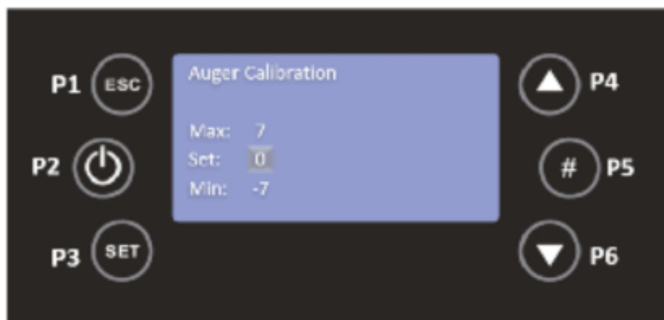 P1 ESC
Auger Calibration
P4
P2
Max: 7
Set: 0
Min: -7
# P5
P3 SET
P6